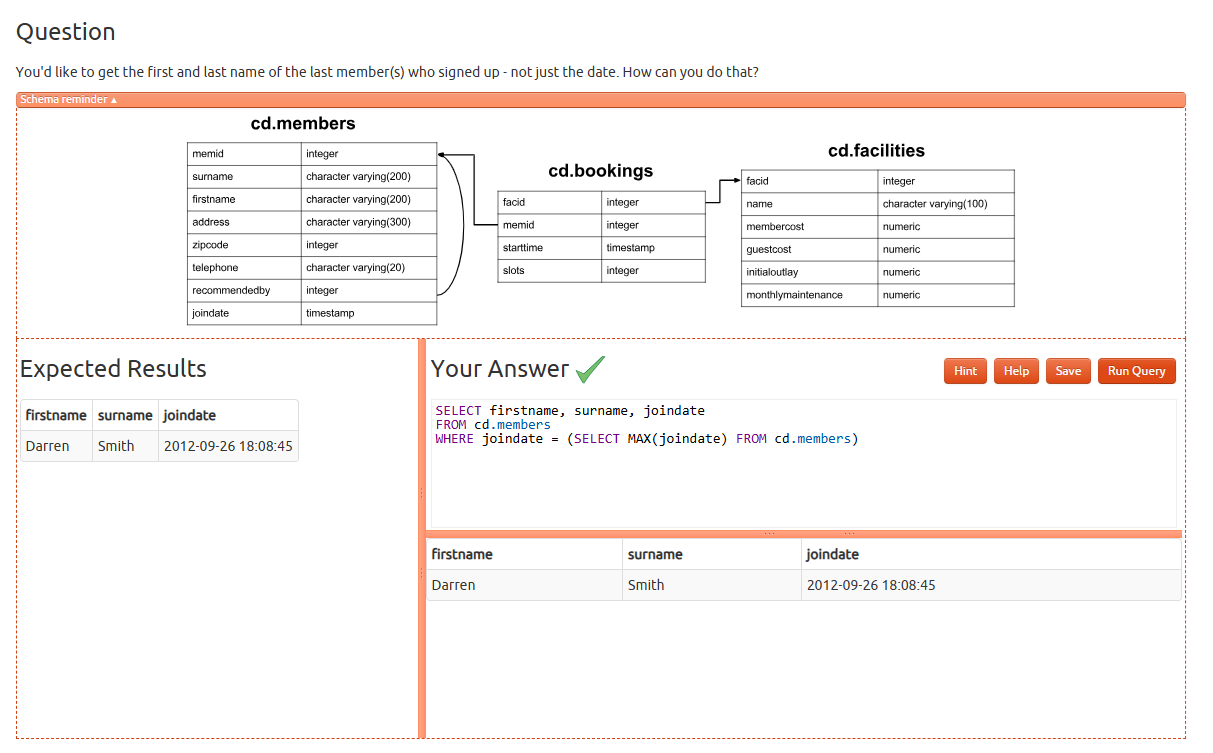 Question
You'd like to get the first and last name of the last member(s) who signed up - not just the date. How can you do that?
Schema reminder ▲
cd.members
memid integer
surname character varying(200)
firstname character varying(200)
address character varying(300)
zipcode integer
telephone character varying(20)
recommendedby integer
joindate timestamp
cd.bookings
facid integer
memid integer
starttime timestamp
slots integer
cd.facilities
facid integer
name character varying(100)
membercost numeric
guestcost numeric
initialoutlay numeric
monthlymaintenance numeric
Expected Results
firstname surname joindate
Darren Smith 2012-09-26 18:08:45
Your Answer
Hint Help Save Run Query
SELECT firstname, surname, joindate
FROM cd.members
WHERE joindate = (SELECT MAX(joindate) FROM cd.members)
firstname surname joindate
Darren Smith 2012-09-26 18:08:45